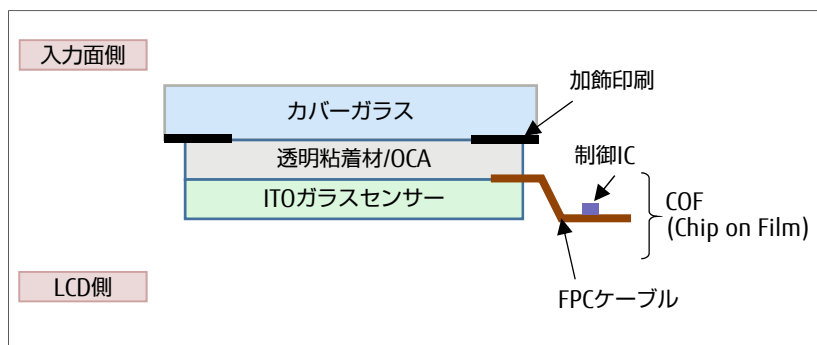 入力面側
加飾印刷
カバーガラス
透明粘着材/OCA
制御IC
ITOガラスセンサー
COF
(Chip on Film)
LCD側
FPCケーブル